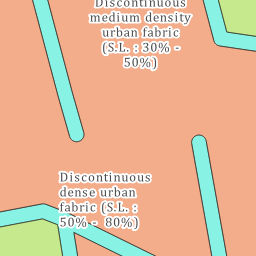 Discontinuous
medium density
urban fabric
(S.L. : 30% -
50%)
Discontinuous
dense urban
fabric (S.L. :
50% -  80%)